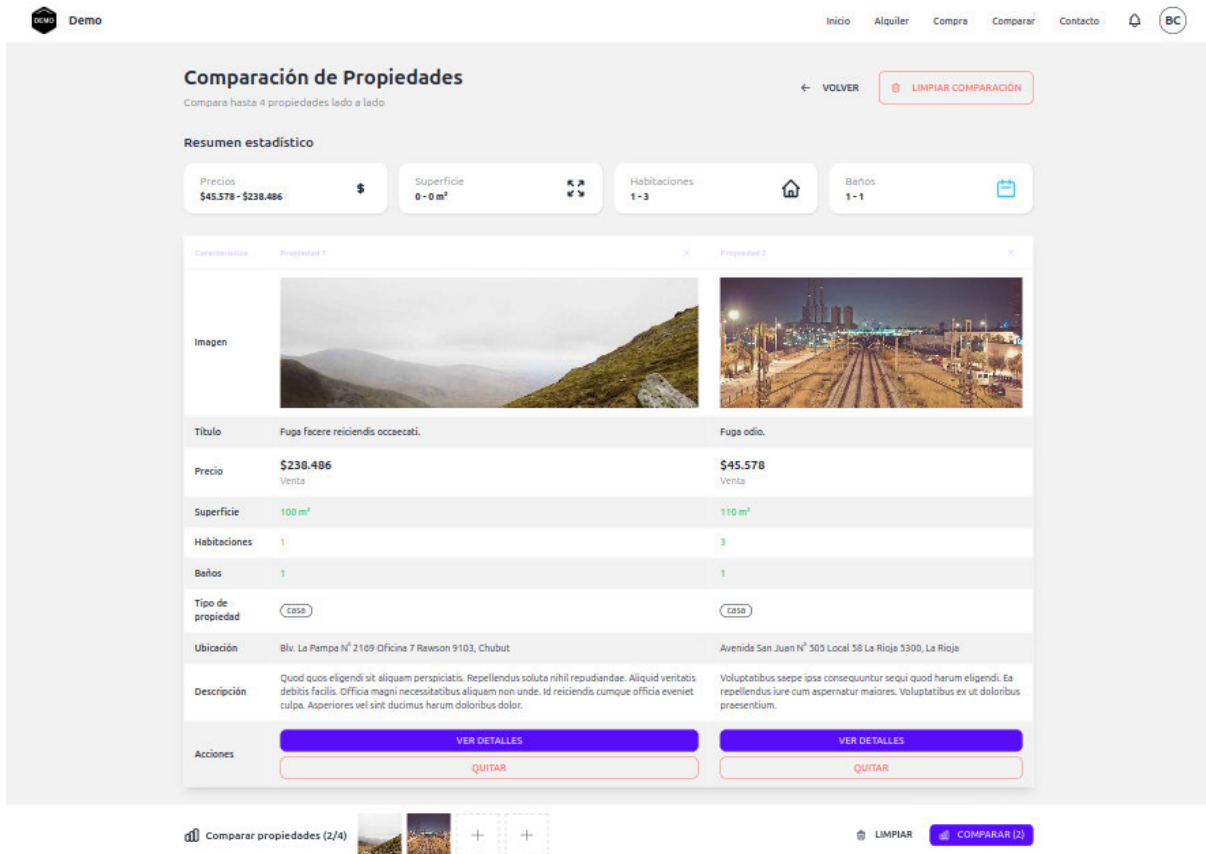 DEMO Demo Inicio Alquiler Compra Comparar Contacto BC
Comparación de Propiedades
Compara hasta 4 propiedades lado a lado
← VOLVER LIMPIAR COMPARACIÓN
Resumen estadístico
Precios
$45.578 - $238.486
$
Superficie
0 - 0 m²
Habitaciones
1 - 3
Baños
1 - 1
Característica Propiedad 1 Propiedad 2
Imagen
Título Fuga facere reiciendis occaecati. Fuga odio.
Precio $238.486 $45.578
Venta Venta
Superficie 100 m² 110 m²
Habitaciones 1 3
Baños 1 1
Tipo de
propiedad
casa casa
Ubicación Blv. La Pampa N° 2169 Oficina 7 Rawson 9103, Chubut Avenida San Juan N° 505 Local 58 La Rioja 5300, La Rioja
Descripción
Quod quos eligendi sit aliquam perspiciatis. Repellendus soluta nihil repudiandae. Aliquid veritatis
debitis facilis. Officia magni necessitatibus aliquam non unde. Id reiciendis cumque officia eveniet
culpa. Asperiores vel sint ducimus harum doloribus dolor.
Voluptatibus saepe ipsa consequuntur sequi quod harum eligendi. Ea
repellendus iure cum aspernatur maiores. Voluptatibus ex ut doloribus
praesentium.
Acciones
VER DETALLES VER DETALLES
QUITAR QUITAR
Comparar propiedades (2/4) + + LIMPIAR COMPARAR (2)